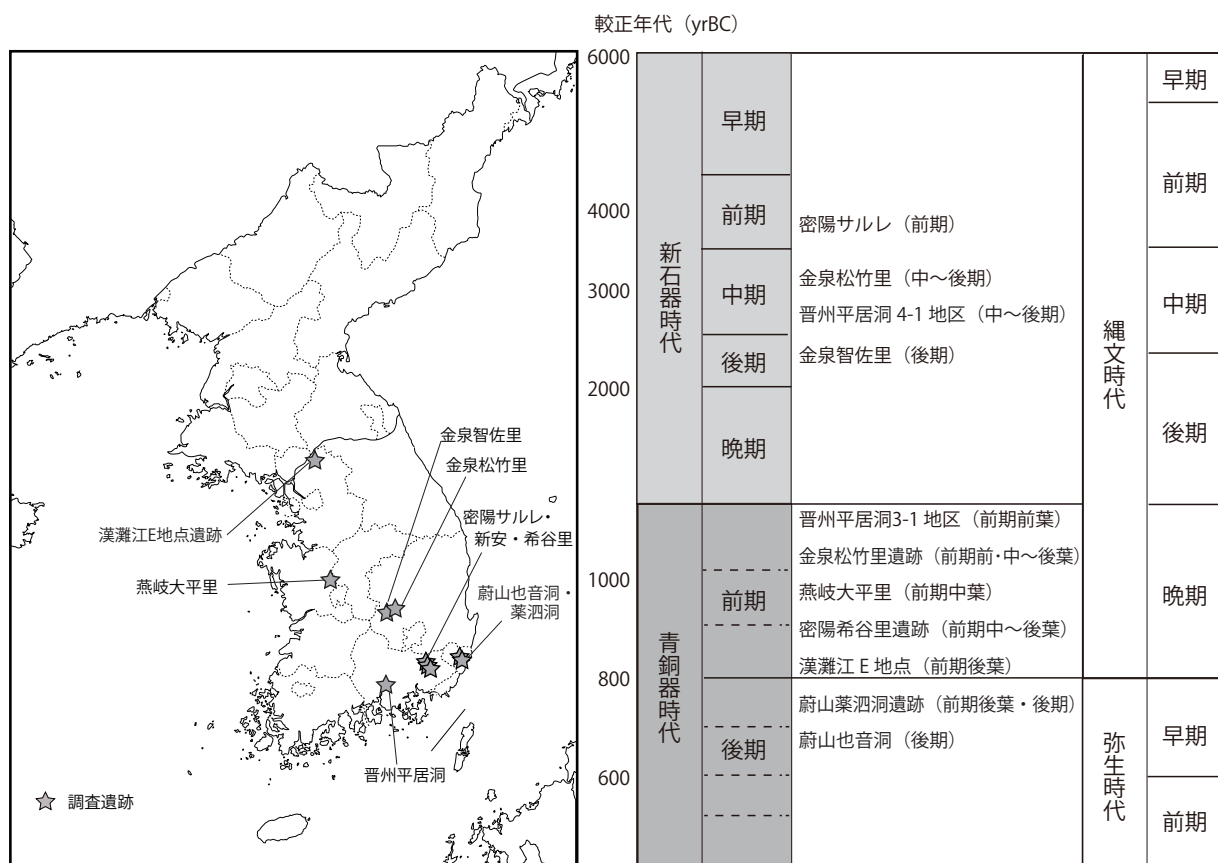 較正年代（yrBC）
6000
4000
3000
2000
1000
800
600
新石器時代
青銅器時代
早期
前期
中期
後期
晩期
前期
後期
密陽サルレ（前期）
金泉松竹里（中～後期）
晋州平居洞 4-1 地区（中～後期）
金泉智佐里（後期）
晋州平居洞3-1 地区（前期前葉）
金泉松竹里遺跡（前期前・中～後葉）
燕岐大平里（前期中葉）
密陽希谷里遺跡（前期中～後葉）
漢灘江 E 地点（前期後葉）
蔚山薬泗洞遺跡（前期後葉・後期）
蔚山也音洞（後期）
縄文時代
弥生時代
早期
前期
中期
後期
晩期
早期
前期
金泉智佐里
金泉松竹里
密陽サルレ・
新安・希谷里
漢灘江E地点遺跡
燕岐大平里
蔚山也音洞・
薬泗洞
晋州平居洞
調査遺跡